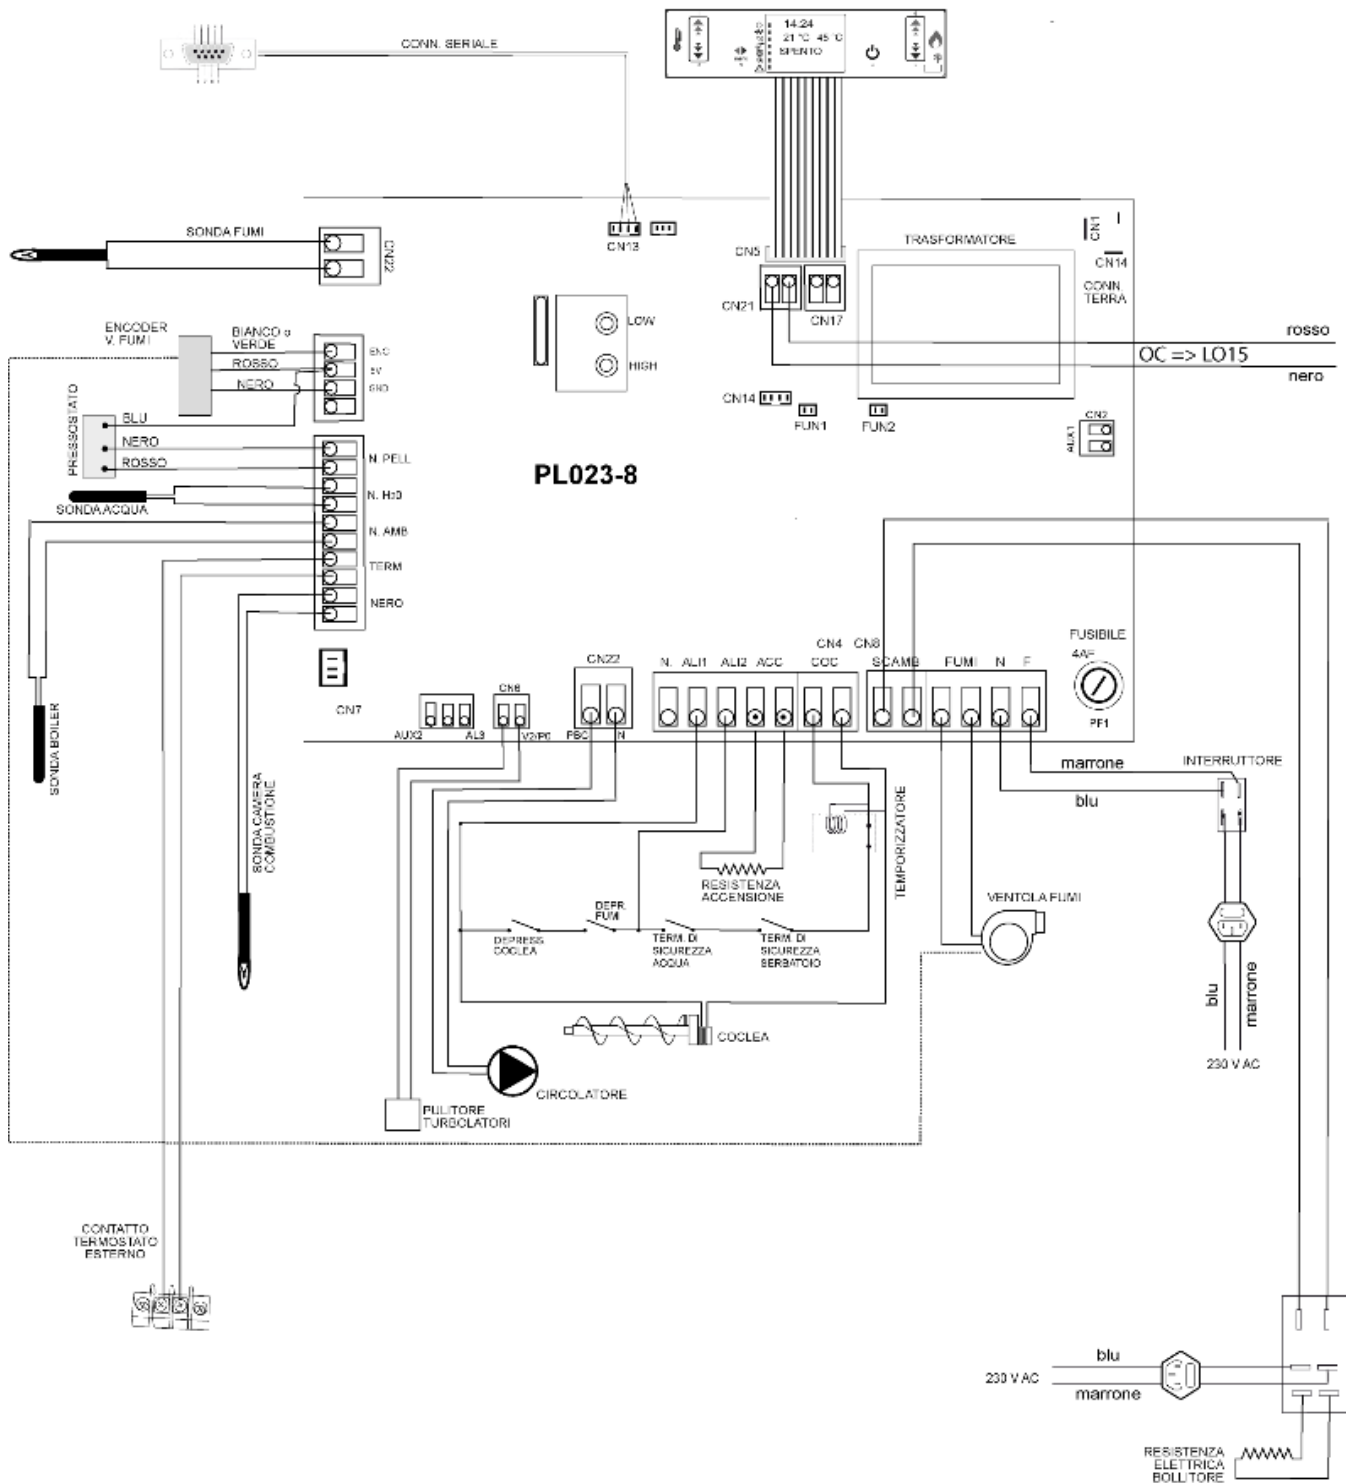 CONN. SERIALE
14:24
21 °C 45 °C
SPENTO
SONDA FUMI
CN22
CN13
CN5
TRASFORMATORE
CN1
CN14
CONN.
TERRA
CN21
CN17
LOW
HIGH
rosso
OC => LO15
nero
ENCODER
V. FUMI
BIANCO o
VERDE
ROSSO
NERO
ENC
5V
GND
PRESSOSTATO
BLU
NERO
ROSSO
N. PELL
N. H20
N. AMB
TERM
NERO
SONDA ACQUA
CN14
FUN1
FUN2
CN2
AUX1
PL023-8
SONDA BOILER
SONDA CAMERA
COMBUSTIONE
CN7
AUX2
AL3
CN6
V2/P0
CN22
N
N.
ALI1
ALI2
ACC
CN4
COC
CN8
SCAMB
FUMI
N
F
FUSIBILE
4AF
PF1
marrone
blu
INTERRUTTORE
TEMPORIZZATORE
RESISTENZA
ACCENSIONE
DEPR.
FUMI
DEPRESS.
COCLEA
TERM. DI
SICUREZZA
ACQUA
TERM. DI
SICUREZZA
SERBATOIO
VENTOLA FUMI
blu
marrone
230 V AC
COCLEA
CIRCOLATORE
PULITORE
TURBOLATORI
CONTATTO
TERMOSTATO
ESTERNO
230 V AC
blu
marrone
RESISTENZA
ELETTRICA
BOLLITORE